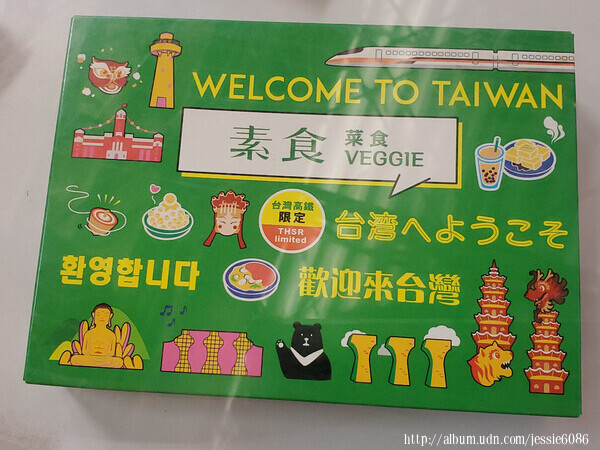 WELCOME TO TAIWAN
素食 菜食
VEGGIE
台灣高鐵
限定
THSR
limited
台湾へようこそ
환영합니다
歡迎來台灣
http://album.udn.com/jessie6086